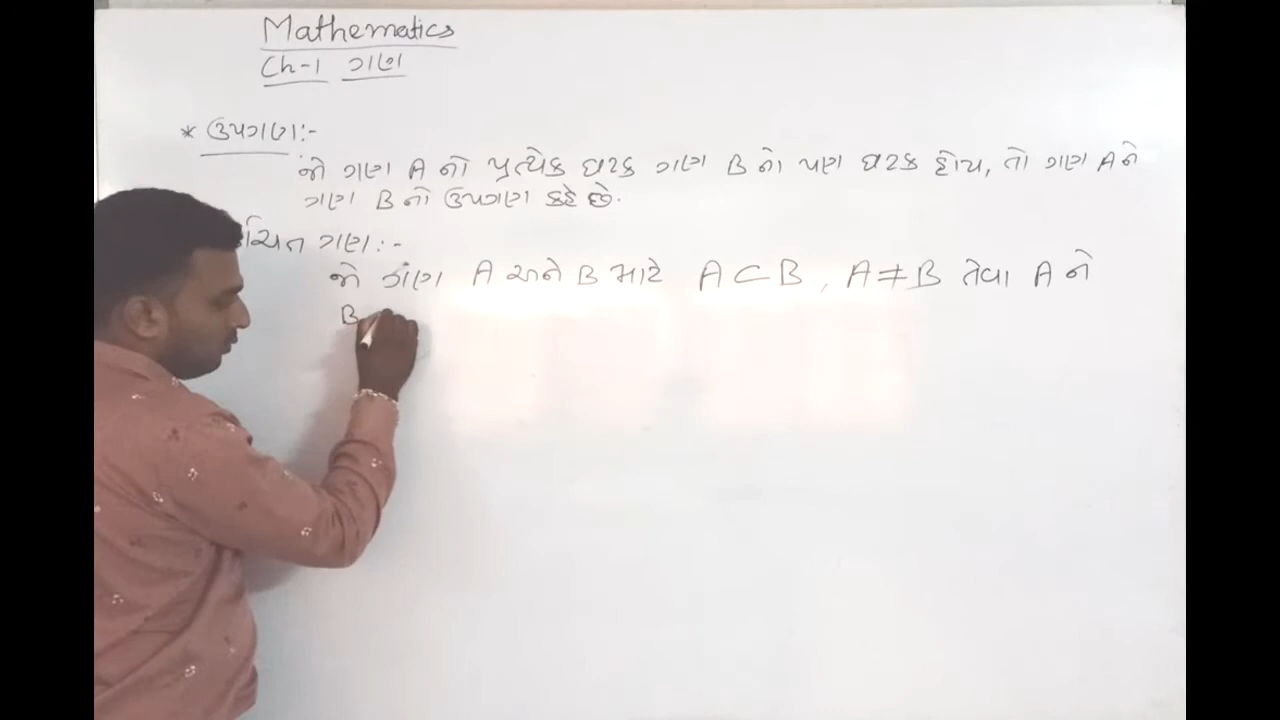 Mathematics
Ch-1 ગણ
* ઉપગણ:-
જો ગણ A નો પ્રત્યેક ઘટક ગણ B નો પણ ઘટક હોય, તો ગણ A ને
ગણ B નો ઉપગણ કહે છે.
ગણ:-
જો ગણ A અને B માટે A ⊂ B , A ≠ B તેવા A ને
B